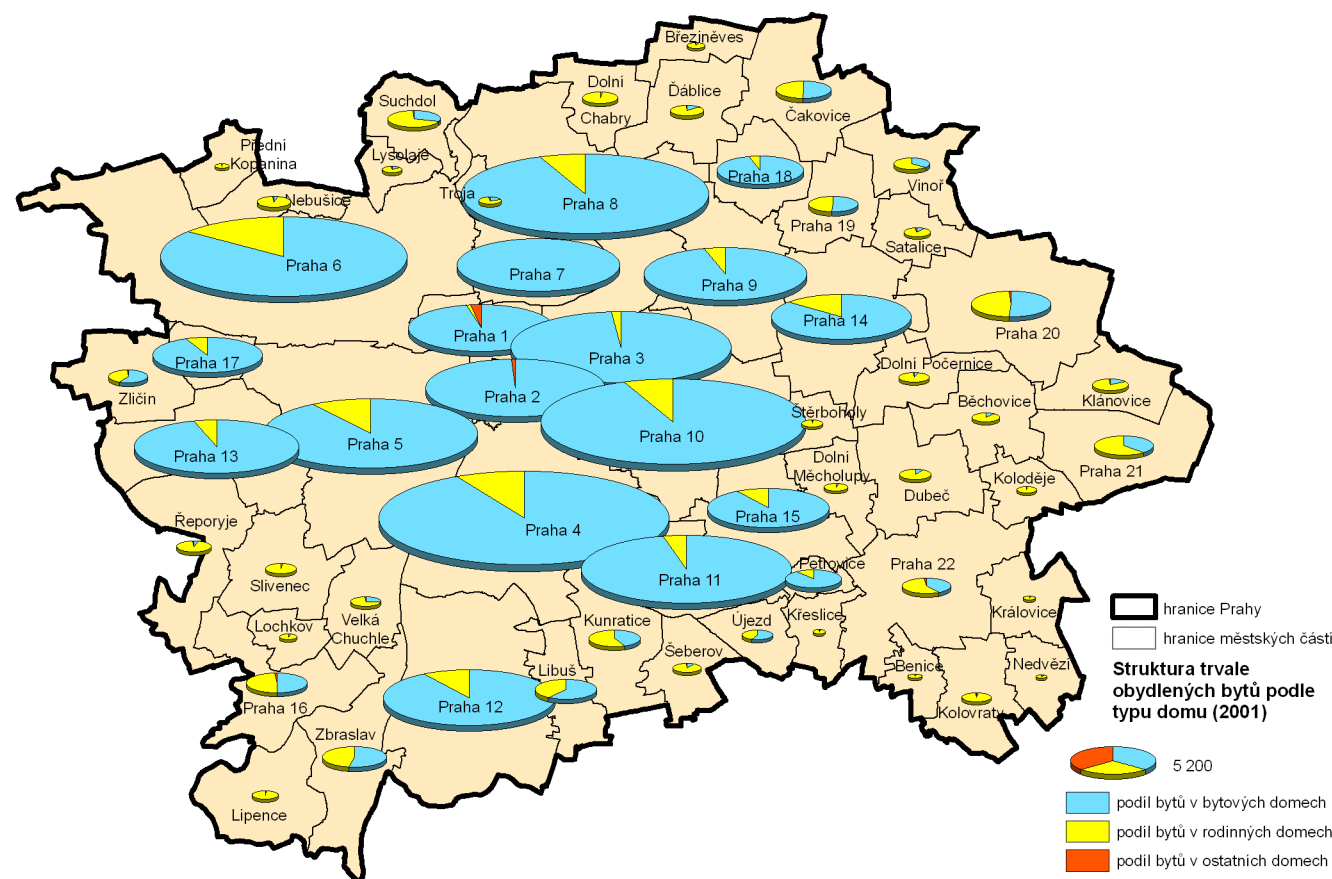 Březiněves
Dolní
Chabry
Ďáblice
Čakovice
Suchdol
Přední
Kopanina
Lysolaje
Nebušice
Troja
Praha 8
Praha 18
Vinoř
Praha 19
Satalice
Praha 6
Praha 7
Praha 9
Praha 14
Praha 20
Praha 1
Praha 3
Praha 17
Zličín
Praha 2
Dolní Počernice
Klánovice
Běchovice
Štěrboholy
Praha 5
Praha 10
Praha 13
Praha 21
Dolní
Měcholupy
Dubeč
Koloděje
Praha 4
Praha 15
Řeporyje
Praha 11
Petrovice
Praha 22
Slivenec
Královice
Velká
Chuchle
Lochkov
Kunratice
Újezd
Křeslice
Šeberov
Libuš
Benice
Nedvězí
Kolovraty
Praha 16
Praha 12
Zbraslav
Lipence
hranice Prahy
hranice městských částí
Struktura trvale
obydlených bytů podle
typu domu (2001)
5 200
podíl bytů v bytových domech
podíl bytů v rodinných domech
podíl bytů v ostatních domech